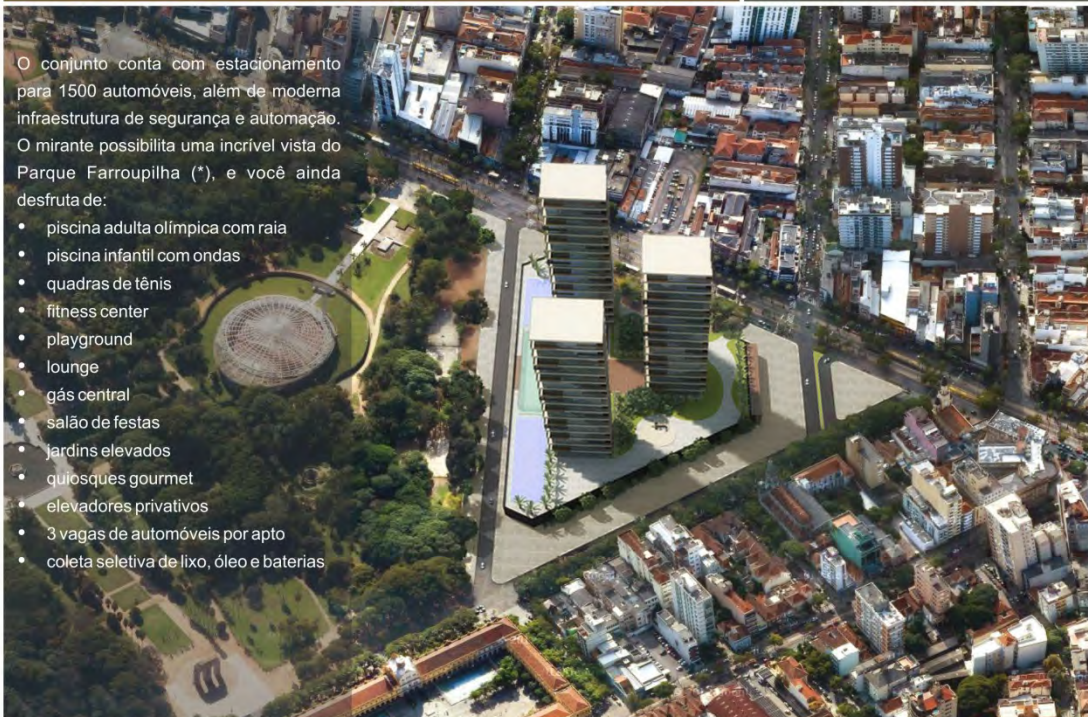 O conjunto conta com estacionamento
para 1500 automóveis, além de moderna
infraestrutura de segurança e automação.
O mirante possibilita uma incrível vista do
Parque Farroupilha (*), e você ainda
desfruta de:
• piscina adulta olímpica com raia
• piscina infantil com ondas
• quadras de tênis
• fitness center
• playground
• lounge
• gás central
• salão de festas
• jardins elevados
• quiosques gourmet
• elevadores privativos
• 3 vagas de automóveis por apto
• coleta seletiva de lixo, óleo e baterias